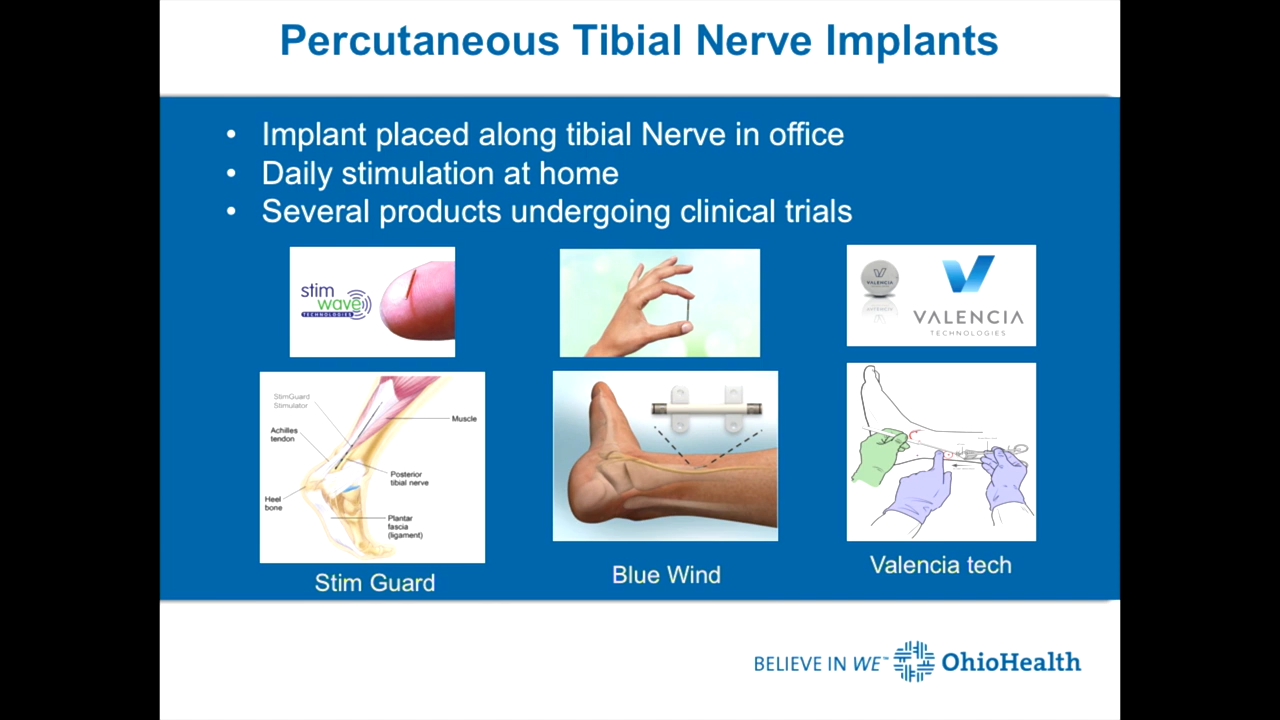 Percutaneous Tibial Nerve Implants
• Implant placed along tibial Nerve in office
• Daily stimulation at home
• Several products undergoing clinical trials
stim
wave
TECHNOLOGIES
VALENCIA
VALENCIA
TECHNOLOGIES
StimGuard
Stimulator
Muscle
Achilles
tendon
Posterior
tibial nerve
Heel
bone
Plantar
fascia
(ligament)
Stim Guard
Blue Wind
Valencia tech
BELIEVE IN WE™ OhioHealth